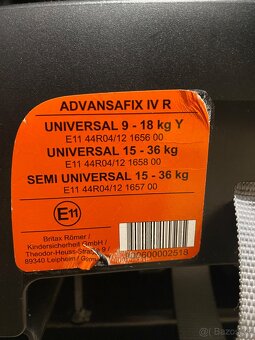 ADVANSAFIX IV R
UNIVERSAL 9 - 18 kg Y
E11 44R04/12 1656 00
UNIVERSAL 15 - 36 kg
E11 44R04/12 1658 00
SEMI UNIVERSAL 15 - 36 kg
E11 44R04/12 1657 00
E11
Britax Römer /
Kindersicherheit GmbH /
Theodor-Heuss-Straße 9 /
89340 Leipheim /
Bazoš.sk